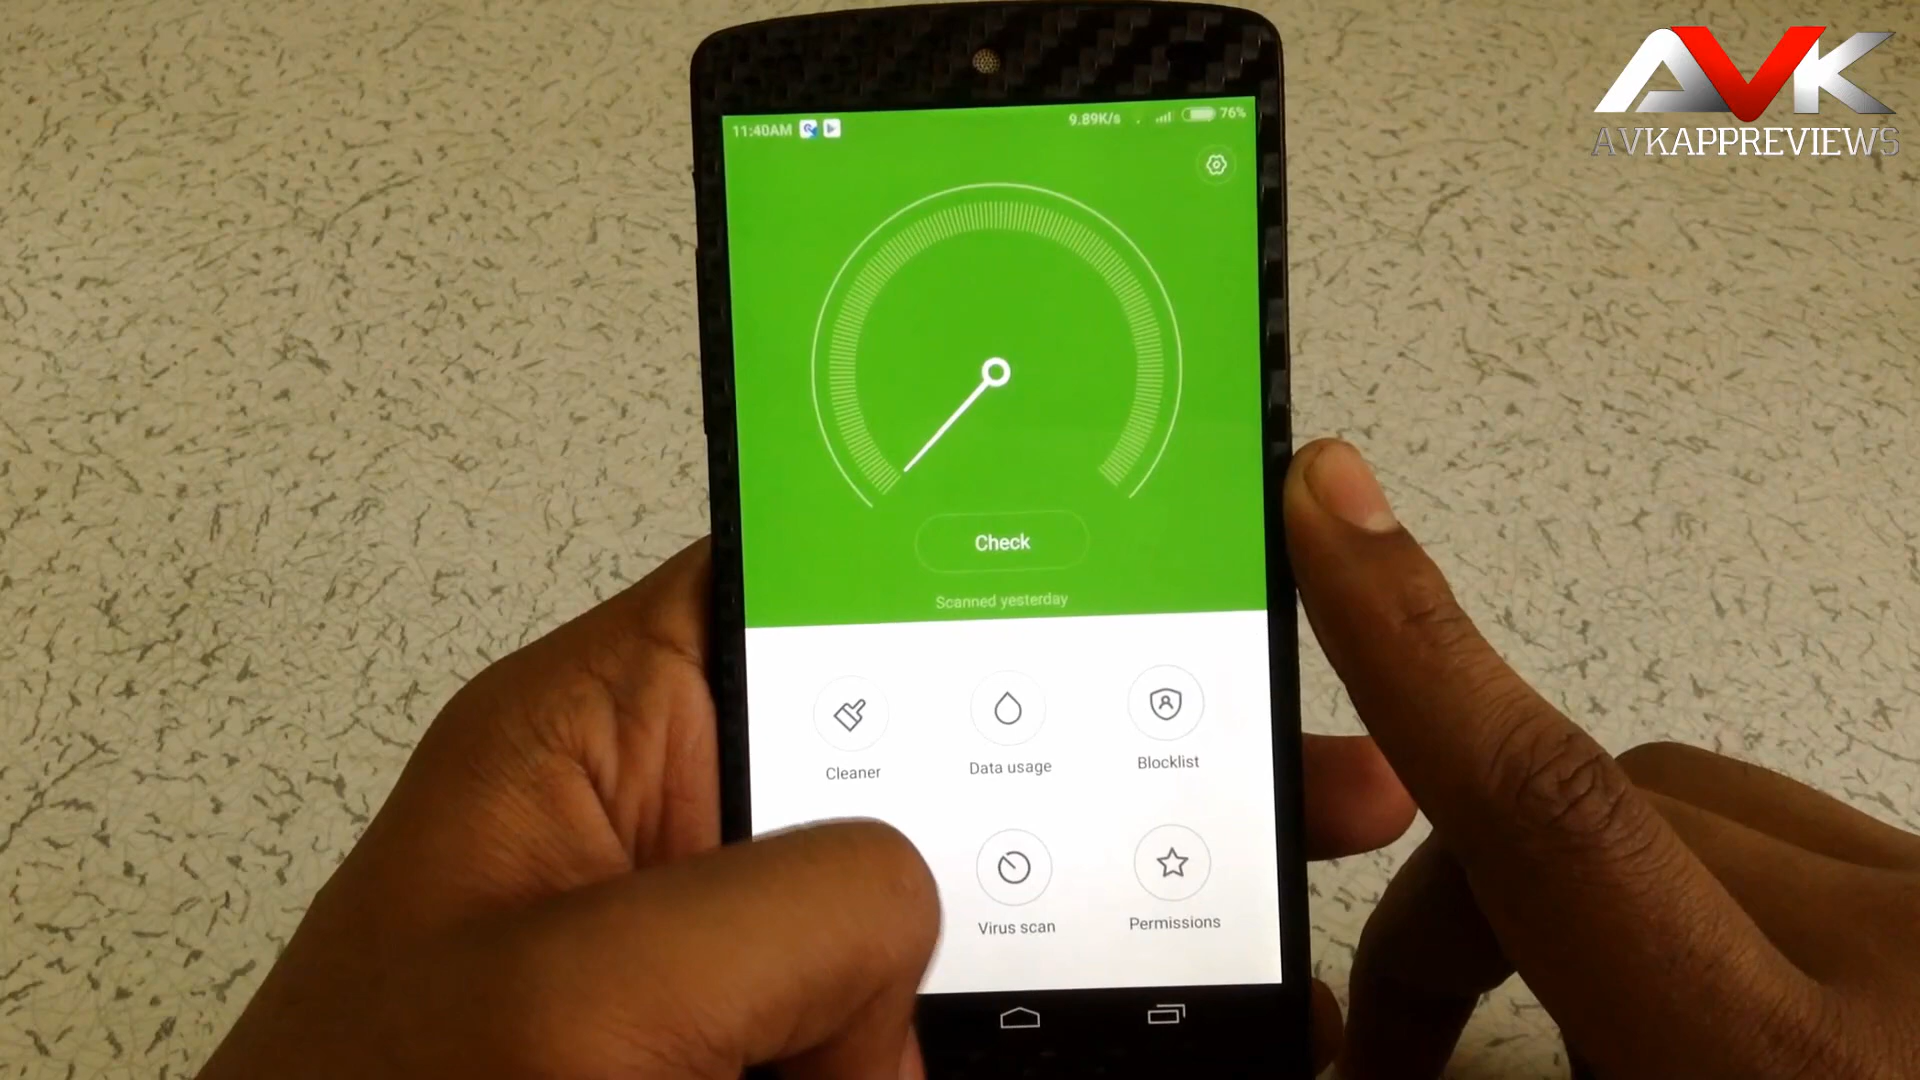 AVK
AVKAPPREVIEWS
11:40AM
9.89K/s
76%
Check
Scanned yesterday
Cleaner
Data usage
Blocklist
Virus scan
Permissions